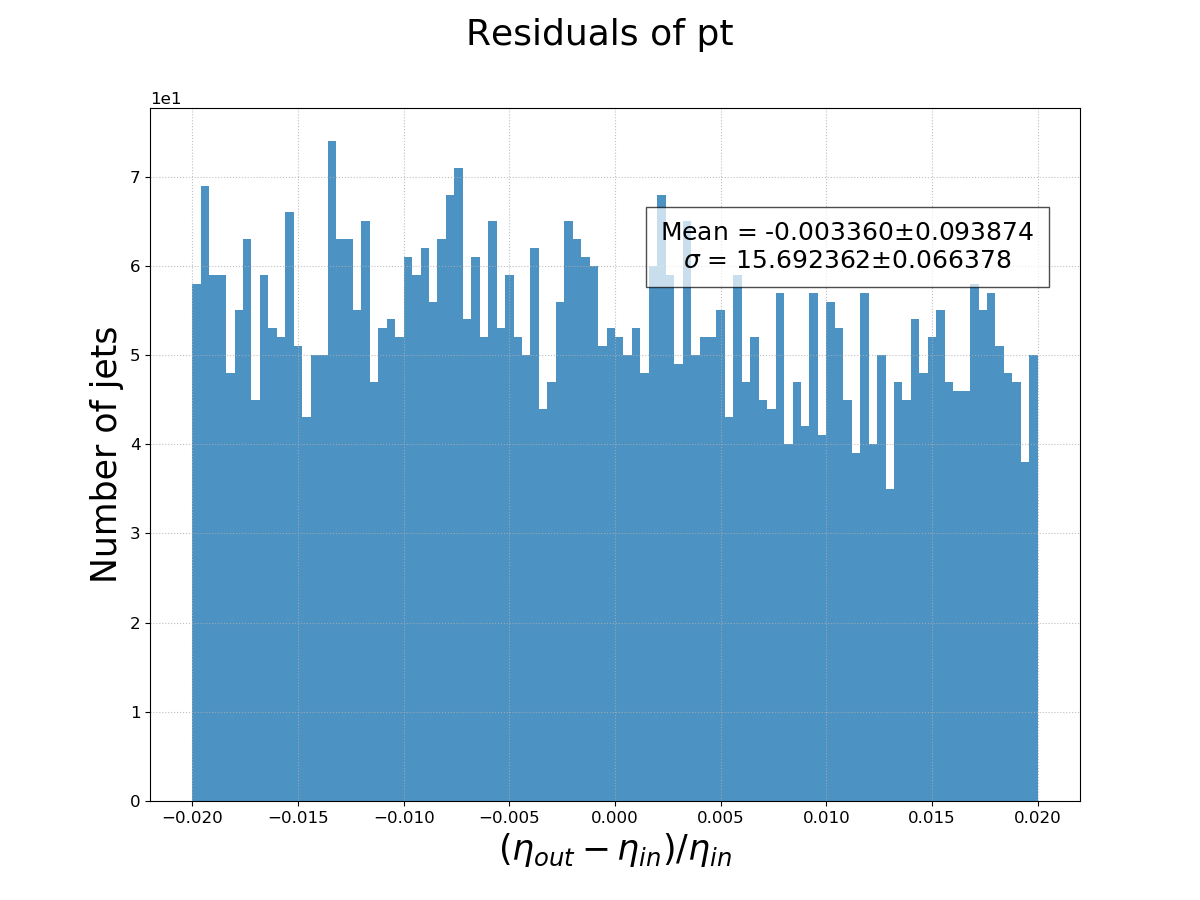 Residuals of pt
1e1
7
6
5
4
3
2
1
0
Number of jets
Mean = -0.003360±0.093874
σ = 15.692362±0.066378
−0.020 −0.015 −0.010 −0.005 0.000 0.005 0.010 0.015 0.020
(η_out − η_in)/η_in